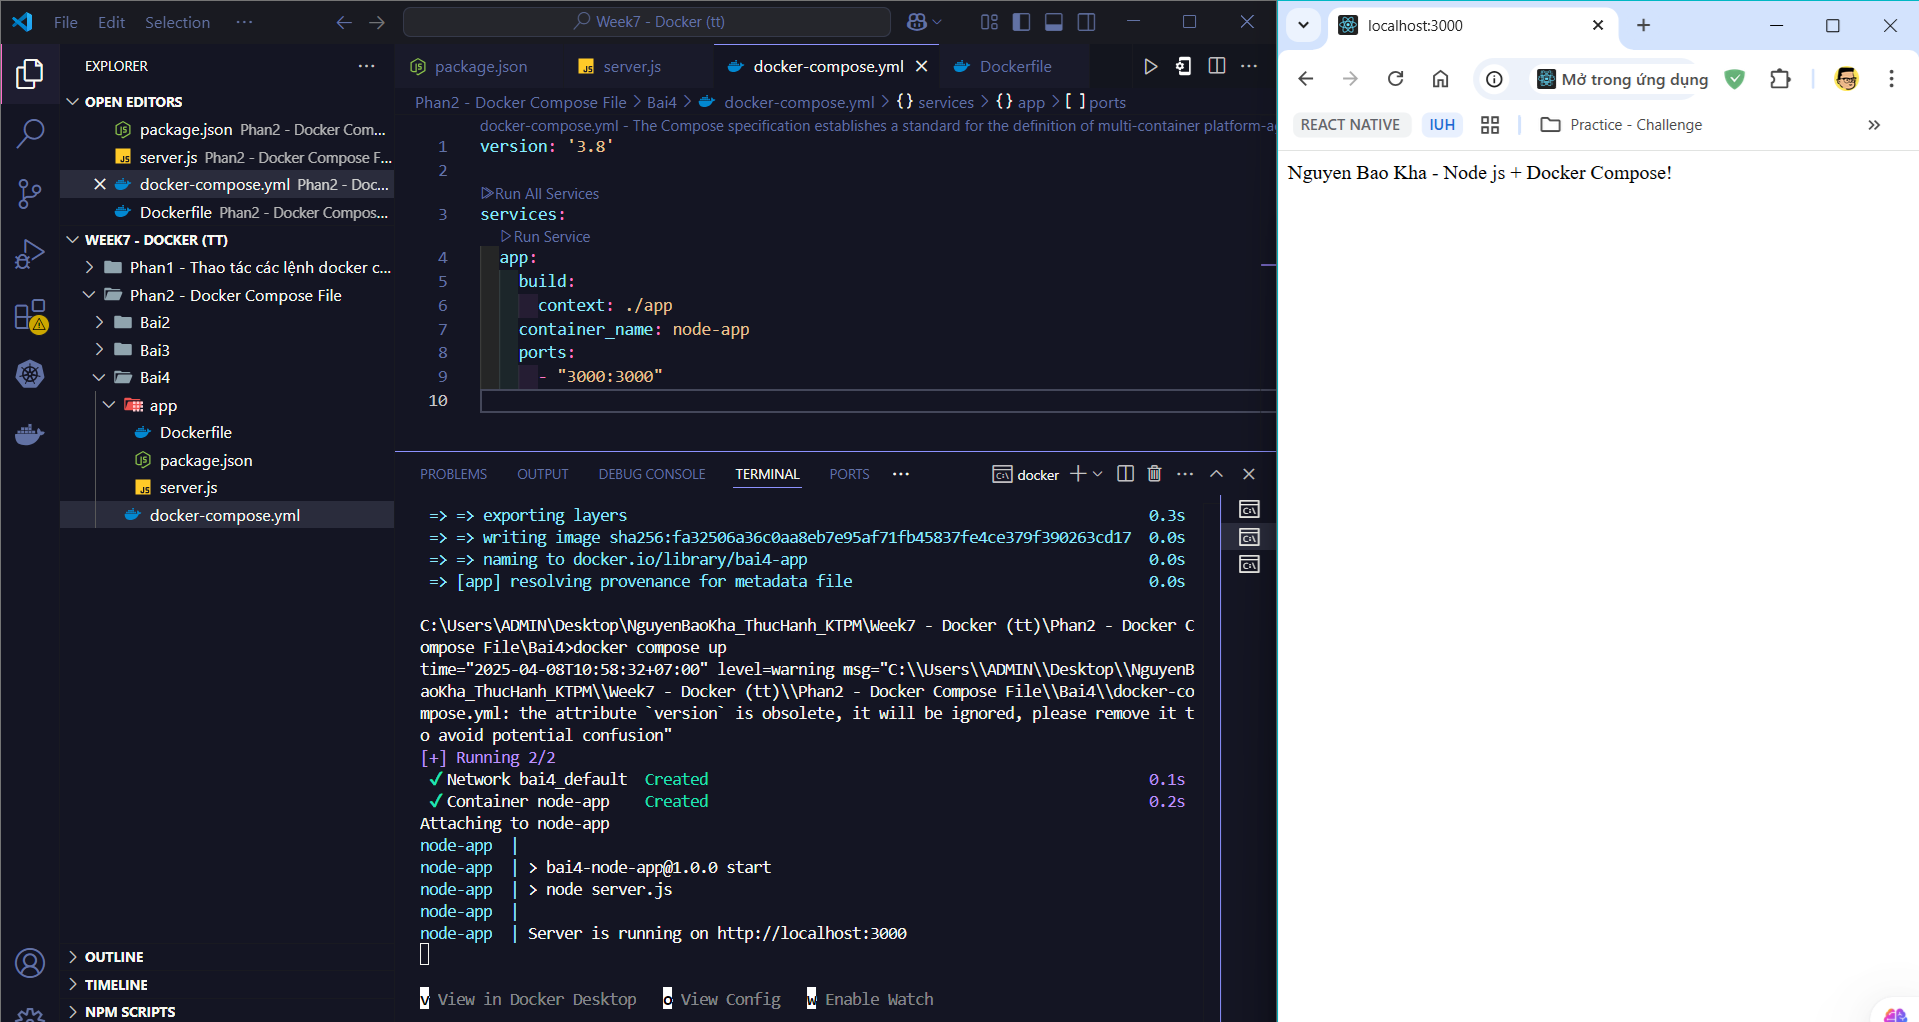 File Edit Selection ··· Week7 - Docker (tt)
EXPLORER ···
OPEN EDITORS
package.json Phan2 - Docker Com...
server.js Phan2 - Docker Compose F...
docker-compose.yml Phan2 - Doc...
Dockerfile Phan2 - Docker Compos...
WEEK7 - DOCKER (TT)
Phan1 - Thao tác các lệnh docker c...
Phan2 - Docker Compose File
Bai2
Bai3
Bai4
app
Dockerfile
package.json
server.js
docker-compose.yml
OUTLINE
TIMELINE
NPM SCRIPTS
package.json server.js docker-compose.yml Dockerfile
Phan2 - Docker Compose File > Bai4 > docker-compose.yml > {} services > {} app > [ ] ports
docker-compose.yml - The Compose specification establishes a standard for the definition of multi-container platform-a
1 version: '3.8'
2
Run All Services
3 services:
Run Service
4 app:
5 build:
6 context: ./app
7 container_name: node-app
8 ports:
9 - "3000:3000"
10
PROBLEMS OUTPUT DEBUG CONSOLE TERMINAL PORTS ··· docker
=> => exporting layers 0.3s
=> => writing image sha256:fa32506a36c0aa8eb7e95af71fb45837fe4ce379f390263cd17 0.0s
=> => naming to docker.io/library/bai4-app 0.0s
=> [app] resolving provenance for metadata file 0.0s
C:\Users\ADMIN\Desktop\NguyenBaoKha_ThucHanh_KTPM\Week7 - Docker (tt)\Phan2 - Docker C
ompose File\Bai4>docker compose up
time="2025-04-08T10:58:32+07:00" level=warning msg="C:\\Users\\ADMIN\\Desktop\\NguyenB
aoKha_ThucHanh_KTPM\\Week7 - Docker (tt)\\Phan2 - Docker Compose File\\Bai4\\docker-co
mpose.yml: the attribute `version` is obsolete, it will be ignored, please remove it t
o avoid potential confusion"
[+] Running 2/2
✓ Network bai4_default Created 0.1s
✓ Container node-app Created 0.2s
Attaching to node-app
node-app |
node-app | > bai4-node-app@1.0.0 start
node-app | > node server.js
node-app |
node-app | Server is running on http://localhost:3000
v View in Docker Desktop o View Config w Enable Watch
localhost:3000
Mở trong ứng dụng
REACT NATIVE IUH Practice - Challenge »
Nguyen Bao Kha - Node js + Docker Compose!